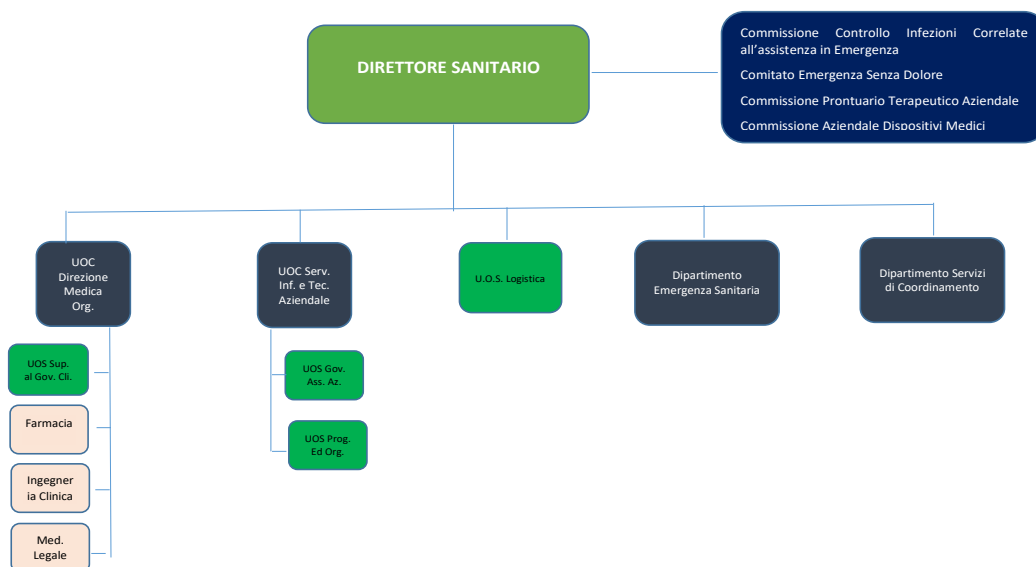 DIRETTORE SANITARIO
Commissione Controllo Infezioni Correlate
all’assistenza in Emergenza
Comitato Emergenza Senza Dolore
Commissione Prontuario Terapeutico Aziendale
Commissione Aziendale Dispositivi Medici
UOC
Direzione
Medica
Org.
UOC Serv.
Inf. e Tec.
Aziendale
U.O.S. Logistica
Dipartimento
Emergenza Sanitaria
Dipartimento Servizi
di Coordinamento
UOS Sup.
al Gov. Cli.
Farmacia
Ingegner
ia Clinica
Med.
Legale
UOS Gov.
Ass. Az.
UOS Prog.
Ed Org.